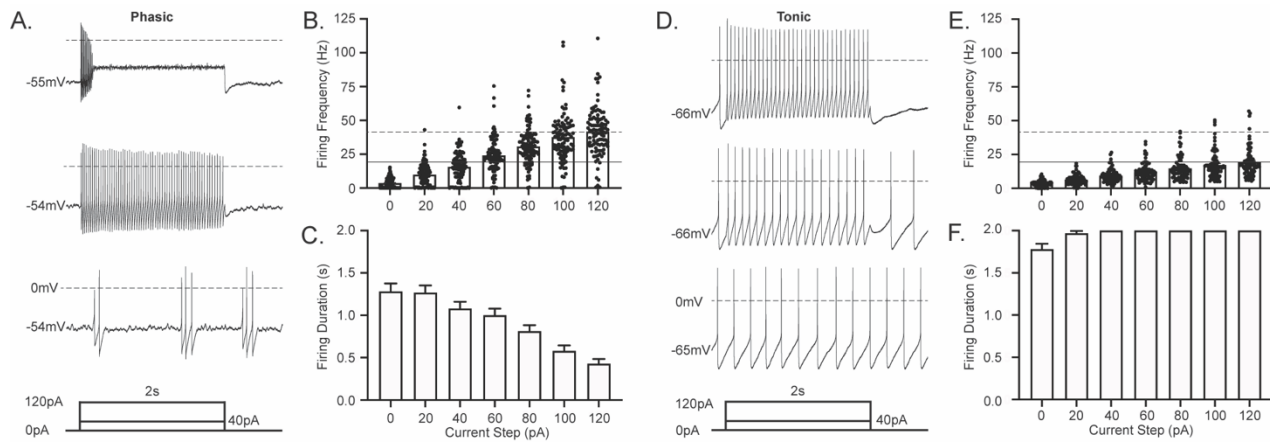 A.
Phasic
-55mV
-54mV
0mV
-54mV
2s
120pA
40pA
0pA
B.
Firing Frequency (Hz)
125
100
75
50
25
0
0 20 40 60 80 100 120
C.
Firing Duration (s)
2.0
1.5
1.0
0.5
0.0
0 20 40 60 80 100 120
Current Step (pA)
D.
Tonic
-66mV
-66mV
0mV
-65mV
2s
120pA
40pA
0pA
E.
Firing Frequency (Hz)
125
100
75
50
25
0
0 20 40 60 80 100 120
F.
Firing Duration (s)
2.0
1.5
1.0
0.5
0.0
0 20 40 60 80 100 120
Current Step (pA)